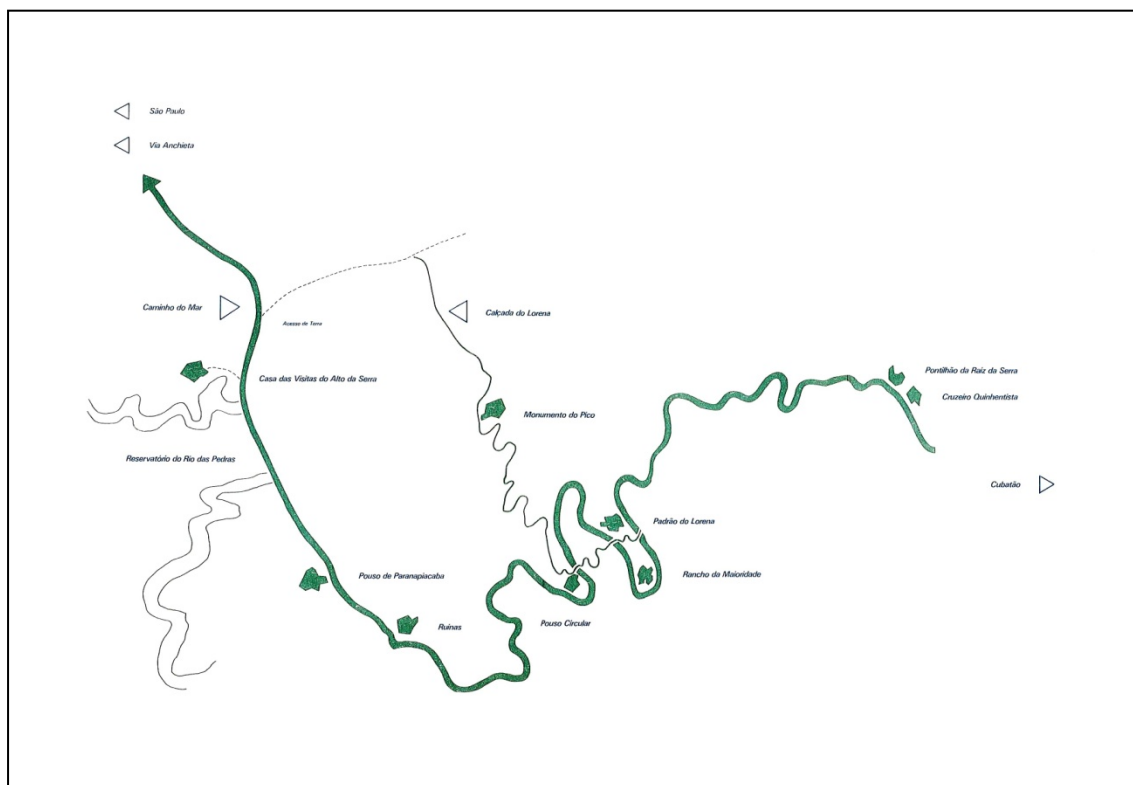 São Paulo
Via Anchieta
Caminho do Mar
Calçada do Lorena
Acesso de Terra
Casa das Visitas do Alto da Serra
Pontilhão da Raiz da Serra
Cruzeiro Quinhentista
Monumento do Pico
Reservatório do Rio das Pedras
Cubatão
Padrão do Lorena
Pouso de Paranapiacaba
Rancho da Maioridade
Ruínas
Pouso Circular